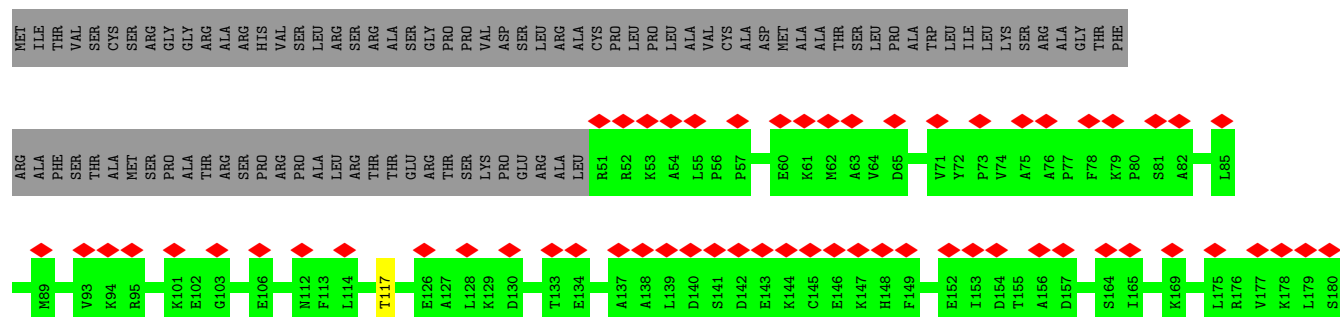 MET ILE THR VAL SER CYS SER ARG GLY GLY ARG ALA ARG HIS VAL SER LEU ARG SER ARG ALA SER GLY PRO PRO VAL ASP SER LEU ARG ALA CYS PRO LEU PRO LEU ALA VAL CYS ALA ASP MET ALA ALA THR SER LEU PRO ALA TRP LEU ILE LEU LYS SER ARG ALA GLY THR PHE
ARG ALA PHE SER THR ALA MET SER PRO ALA THR ARG SER PRO ARG PRO ALA LEU ARG THR THR GLU ARG THR SER LYS PRO GLU ARG ALA LEU R51 R52 K53 A54 L55 P56 P57 E60 K61 M62 A63 V64 D65 V71 Y72 P73 V74 A75 A76 P77 F78 K79 P80 S81 A82 L85
M89 V93 K94 R95 K101 E102 G103 E106 N112 F113 L114 T117 E126 A127 L128 K129 D130 T133 E134 A137 A138 L139 D140 S141 D142 E143 K144 C145 E146 K147 H148 F149 E152 I153 D154 T155 A156 D157 S164 I165 K169 L175 R176 V177 K178 L179 S180